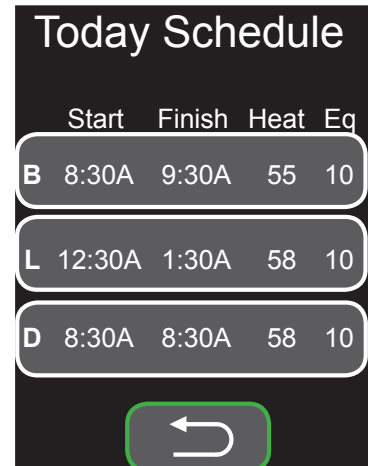 Today Schedule
Start Finish Heat Eq
B 8:30A 9:30A 55 10
L 12:30A 1:30A 58 10
D 8:30A 8:30A 58 10